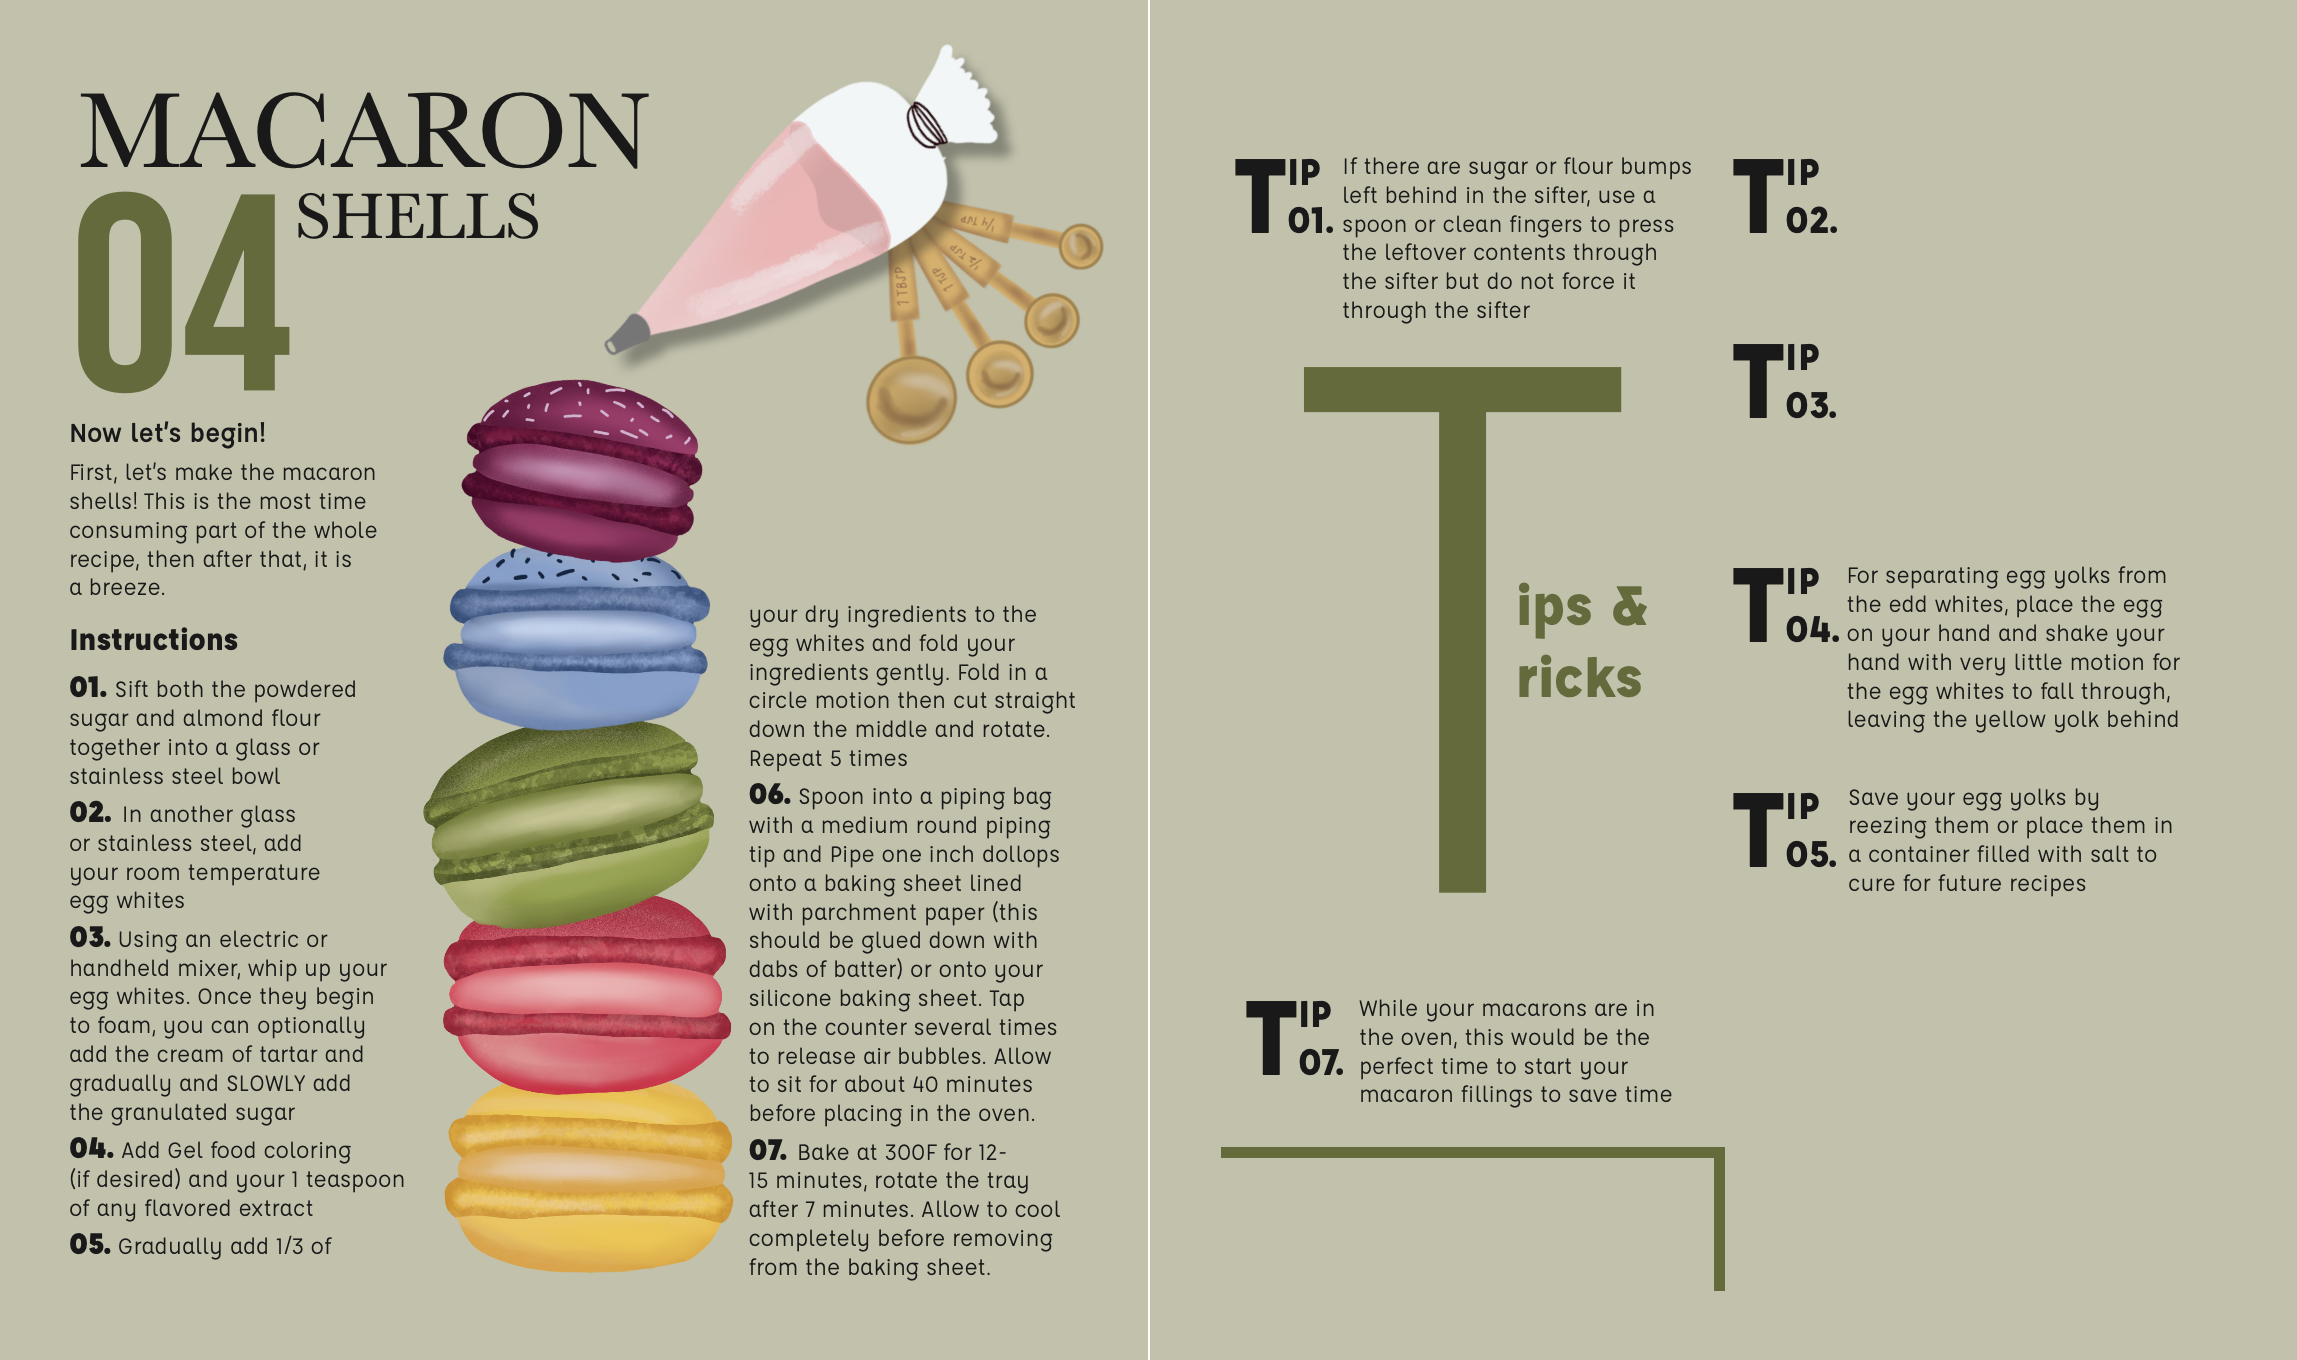 MACARON
04 SHELLS
Now let's begin!
First, let's make the macaron
shells! This is the most time
consuming part of the whole
recipe, then after that, it is
a breeze.
Instructions
01. Sift both the powdered
sugar and almond flour
together into a glass or
stainless steel bowl
02. In another glass
or stainless steel, add
your room temperature
egg whites
03. Using an electric or
handheld mixer, whip up your
egg whites. Once they begin
to foam, you can optionally
add the cream of tartar and
gradually and SLOWLY add
the granulated sugar
04. Add Gel food coloring
(if desired) and your 1 teaspoon
of any flavored extract
05. Gradually add 1/3 of
your dry ingredients to the
egg whites and fold your
ingredients gently. Fold in a
circle motion then cut straight
down the middle and rotate.
Repeat 5 times
06. Spoon into a piping bag
with a medium round piping
tip and Pipe one inch dollops
onto a baking sheet lined
with parchment paper (this
should be glued down with
dabs of batter) or onto your
silicone baking sheet. Tap
on the counter several times
to release air bubbles. Allow
to sit for about 40 minutes
before placing in the oven.
07. Bake at 300F for 12-
15 minutes, rotate the tray
after 7 minutes. Allow to cool
completely before removing
from the baking sheet.
1 TBSP
1 TSP
1/2 TSP
1/4 TSP
TIP 01.
If there are sugar or flour bumps
left behind in the sifter, use a
spoon or clean fingers to press
the leftover contents through
the sifter but do not force it
through the sifter
Tips &
ricks
TIP 02.
TIP 03.
TIP 04.
For separating egg yolks from
the edd whites, place the egg
on your hand and shake your
hand with very little motion for
the egg whites to fall through,
leaving the yellow yolk behind
TIP 05.
Save your egg yolks by
reezing them or place them in
a container filled with salt to
cure for future recipes
TIP 07.
While your macarons are in
the oven, this would be the
perfect time to start your
macaron fillings to save time